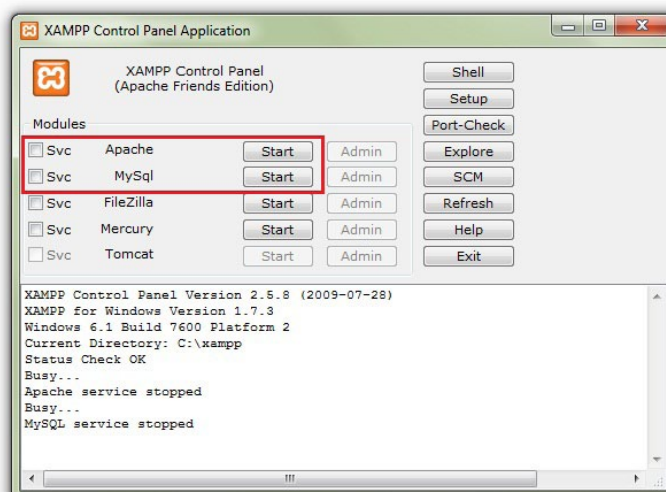 XAMPP Control Panel Application
XAMPP Control Panel
(Apache Friends Edition)
Shell
Setup
Modules
Port-Check
Svc Apache Start Admin Explore
Svc MySql Start Admin SCM
Svc FileZilla Start Admin Refresh
Svc Mercury Start Admin Help
Svc Tomcat Start Admin Exit
XAMPP Control Panel Version 2.5.8 (2009-07-28)
XAMPP for Windows Version 1.7.3
Windows 6.1 Build 7600 Platform 2
Current Directory: C:\xampp
Status Check OK
Busy...
Apache service stopped
Busy...
MySQL service stopped